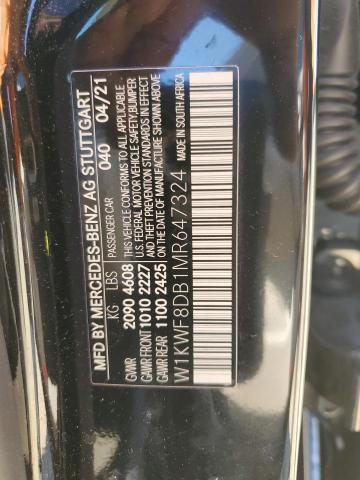 MFD BY MERCEDES-BENZ AG STUTTGART
PASSENGER CAR 040 04/21
KG LBS
GVWR 2090 4608 THIS VEHICLE CONFORMS TO ALL APPLICABLE
GAWR FRONT 1010 2227 U.S. FEDERAL MOTOR VEHICLE SAFETY, BUMPER
GAWR REAR 1100 2425 AND THEFT PREVENTION STANDARDS IN EFFECT
ON THE DATE OF MANUFACTURE SHOWN ABOVE
W1KWF8DB1MR647324 MADE IN SOUTH AFRICA